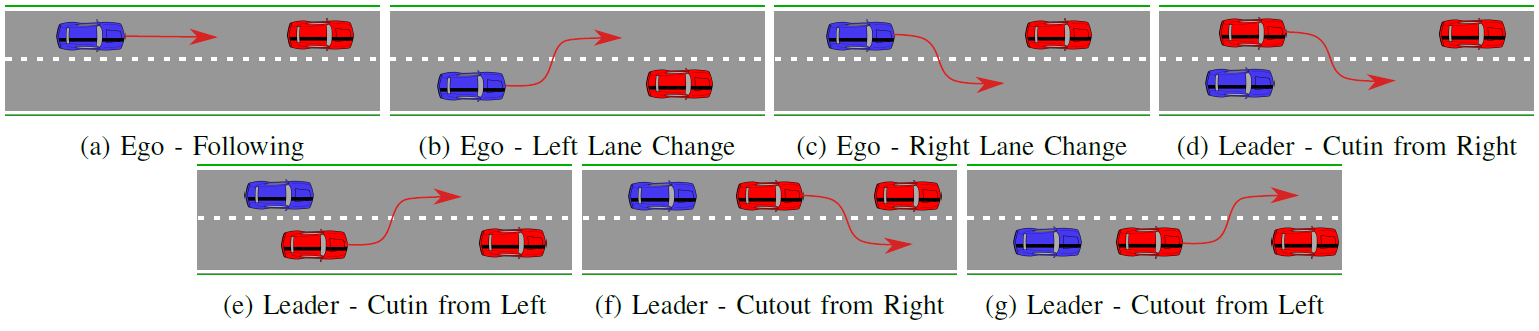 (a) Ego - Following
(b) Ego - Left Lane Change
(c) Ego - Right Lane Change
(d) Leader - Cutin from Right
(e) Leader - Cutin from Left
(f) Leader - Cutout from Right
(g) Leader - Cutout from Left